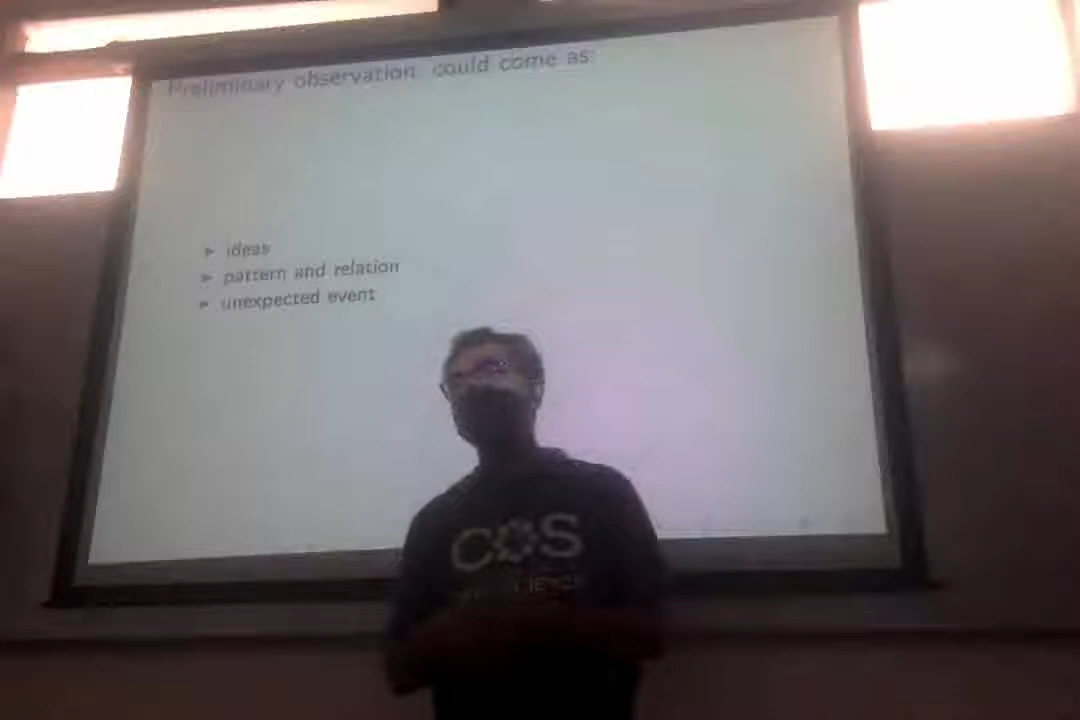 Preliminary observation could come as:
ideas
pattern and relation
unexpected event
COS